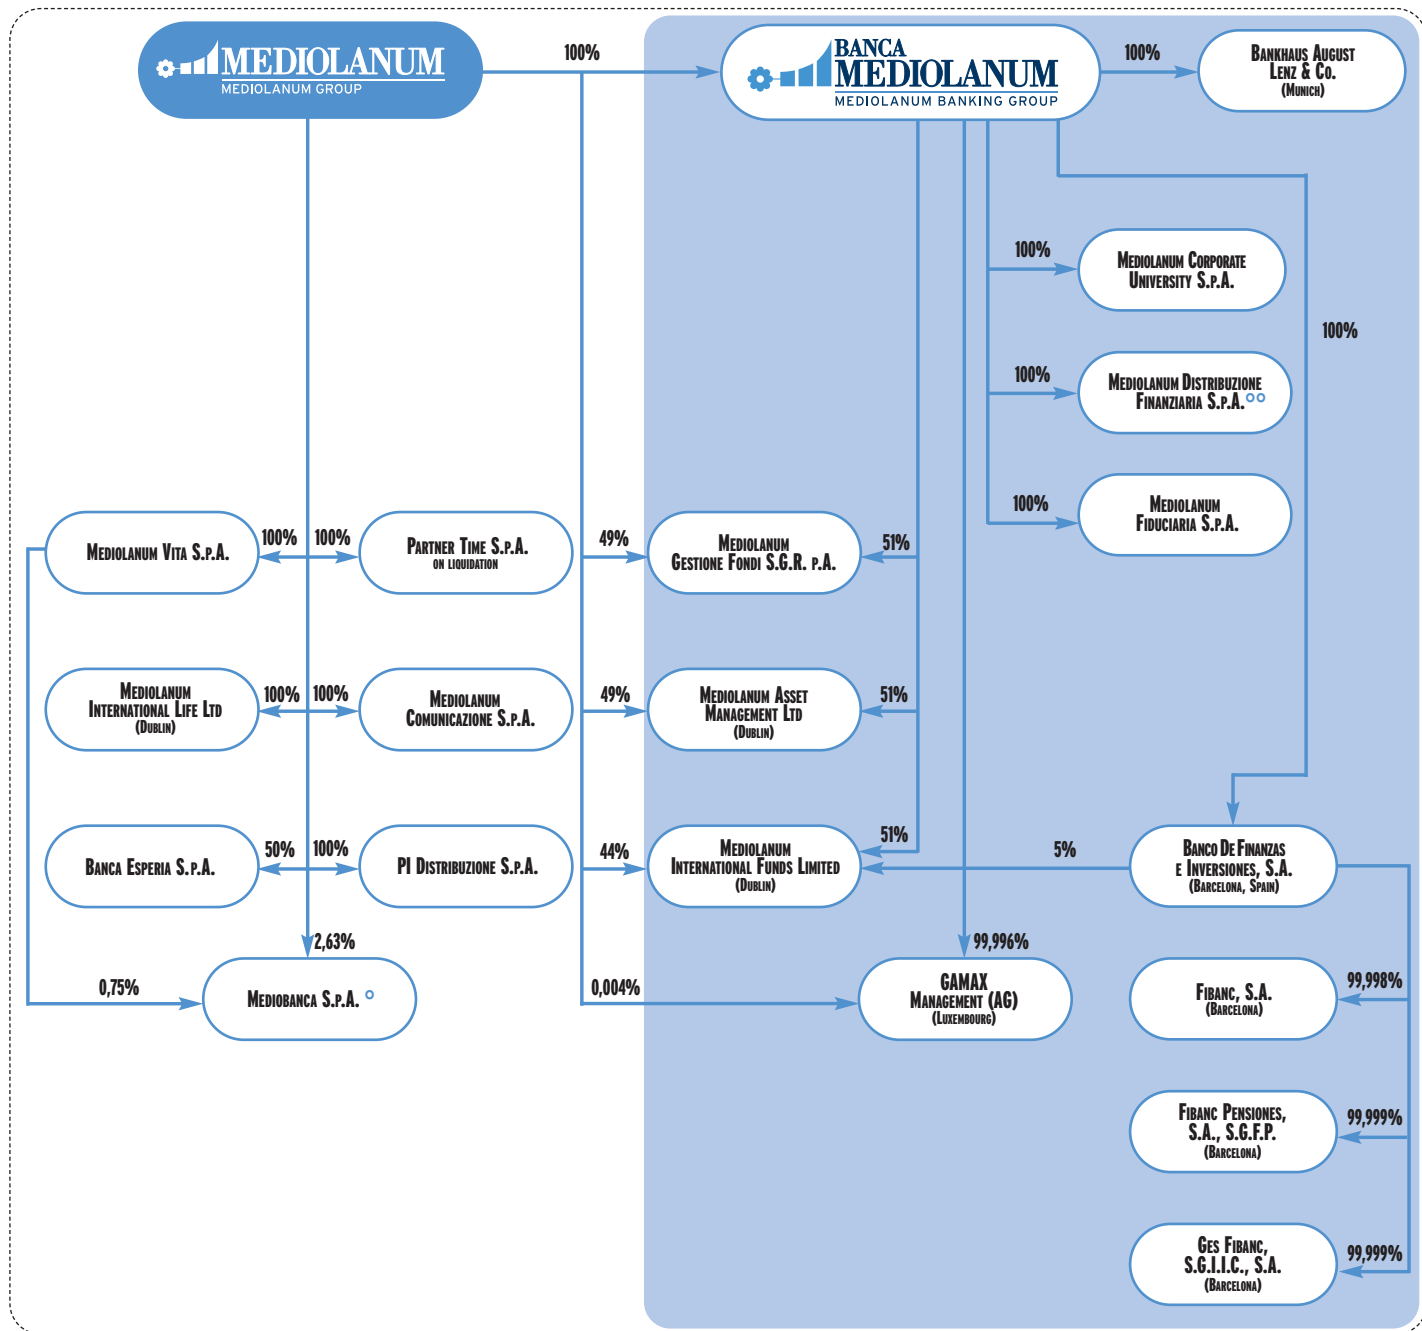 MEDIOLANUM
MEDIOLANUM GROUP
100%
BANCA
MEDIOLANUM
MEDIOLANUM BANKING GROUP
100%
BANKHAUS AUGUST
LENZ & CO.
(MUNICH)
100%
MEDIOLANUM CORPORATE
UNIVERSITY S.P.A.
100%
100%
MEDIOLANUM DISTRIBUZIONE
FINANZIARIA S.P.A.°°
100%
MEDIOLANUM
FIDUCIARIA S.P.A.
MEDIOLANUM VITA S.P.A.
100%
100%
PARTNER TIME S.P.A.
ON LIQUIDATION
49%
MEDIOLANUM
GESTIONE FONDI S.G.R. P.A.
51%
MEDIOLANUM
INTERNATIONAL LIFE LTD
(DUBLIN)
100%
100%
MEDIOLANUM
COMUNICAZIONE S.P.A.
49%
MEDIOLANUM ASSET
MANAGEMENT LTD
(DUBLIN)
51%
BANCA ESPERIA S.P.A.
50%
100%
PI DISTRIBUZIONE S.P.A.
44%
MEDIOLANUM
INTERNATIONAL FUNDS LIMITED
(DUBLIN)
51%
5%
BANCO DE FINANZAS
E INVERSIONES, S.A.
(BARCELONA, SPAIN)
2,63%
99,996%
0,75%
MEDIOBANCA S.P.A. °
0,004%
GAMAX
MANAGEMENT (AG)
(LUXEMBOURG)
FIBANC, S.A.
(BARCELONA)
99,998%
FIBANC PENSIONES,
S.A., S.G.F.P.
(BARCELONA)
99,999%
GES FIBANC,
S.G.I.I.C., S.A.
(BARCELONA)
99,999%